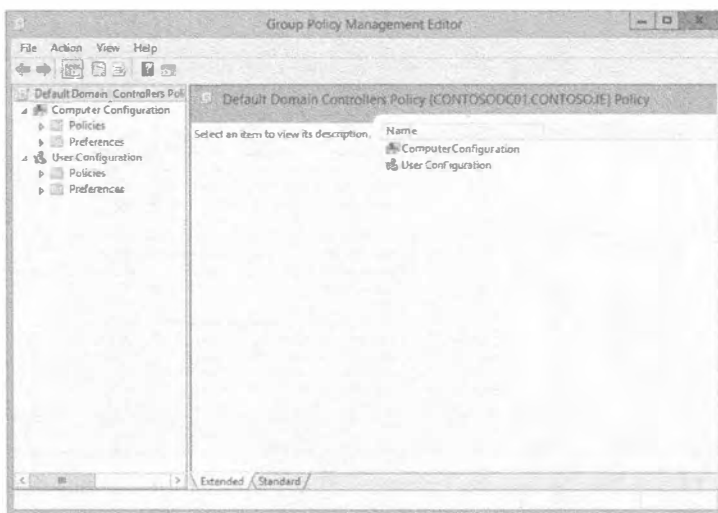 Group Policy Management Editor
File Action View Help
Default Domain Controllers Poli
Computer Configuration
Policies
Preferences
User Configuration
Policies
Preferences
Default Domain Controllers Policy [CONTOSODC01.CONTOSO.IE] Policy
Select an item to view its description.
Name
Computer Configuration
User Configuration
Extended
Standard